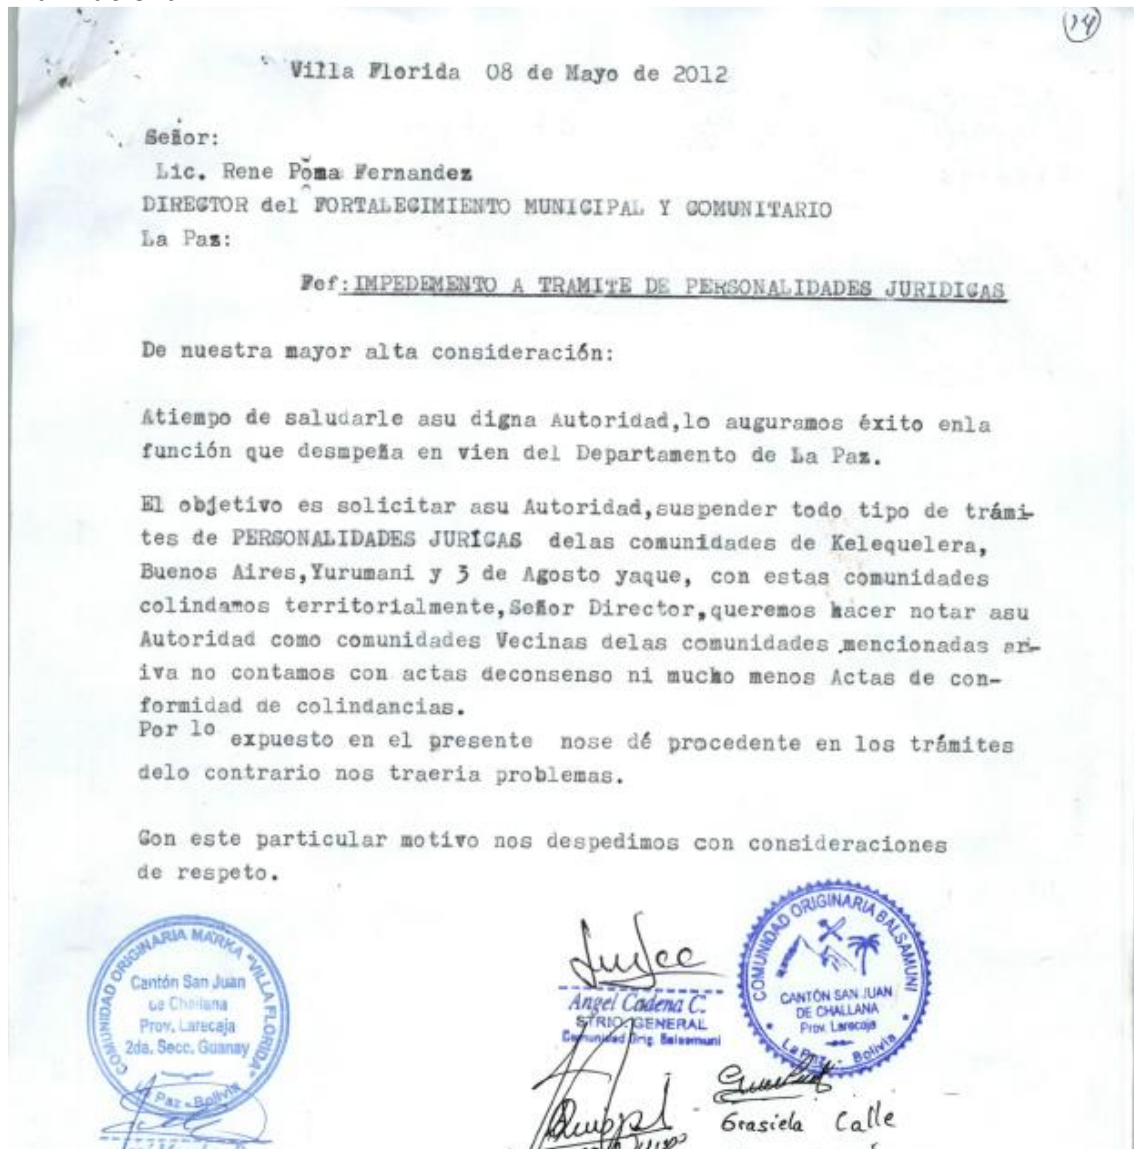 14
Villa Florida 08 de Mayo de 2012
Señor:
Lic. Rene Poma Fernandez
DIRECTOR del FORTALECIMIENTO MUNICIPAL Y COMUNITARIO
La Paz:
Fef: IMPEDEMENTO A TRAMITE DE PERSONALIDADES JURIDICAS
De nuestra mayor alta consideración:
Atiempo de saludarle asu digna Autoridad,lo auguramos éxito enla
función que desmpeña en vien del Departamento de La Paz.
El objetivo es solicitar asu Autoridad,suspender todo tipo de trámi-
tes de PERSONALIDADES JURÍCAS delas comunidades de Kelequelera,
Buenos Aires,Yurumani y 3 de Agosto yaque, con estas comunidades
colindamos territorialmente,Señor Director,queremos hacer notar asu
Autoridad como comunidades Vecinas delas comunidades mencionadas ar-
iva no contamos con actas deconsenso ni mucho menos Actas de con-
formidad de colindancias.
Por lo expuesto en el presente nose dé procedente en los trámites
delo contrario nos traeria problemas.
Con este particular motivo nos despedimos con consideraciones
de respeto.
COMUNIDAD ORIGINARIA MARKA "VILLA FLORIDA"
Cantón San Juan
de Challana
Prov. Larecaja
2da. Secc. Guanay
La Paz - Bolivia
Angel Cadena C.
STRIO GENERAL
Comunidad Orig. Balsamuni
COMUNIDAD ORIGINARIA BALSAMUNI
CANTÓN SAN JUAN
DE CHALLANA
Prov. Larecaja
La Paz - Bolivia
Grasiela Calle